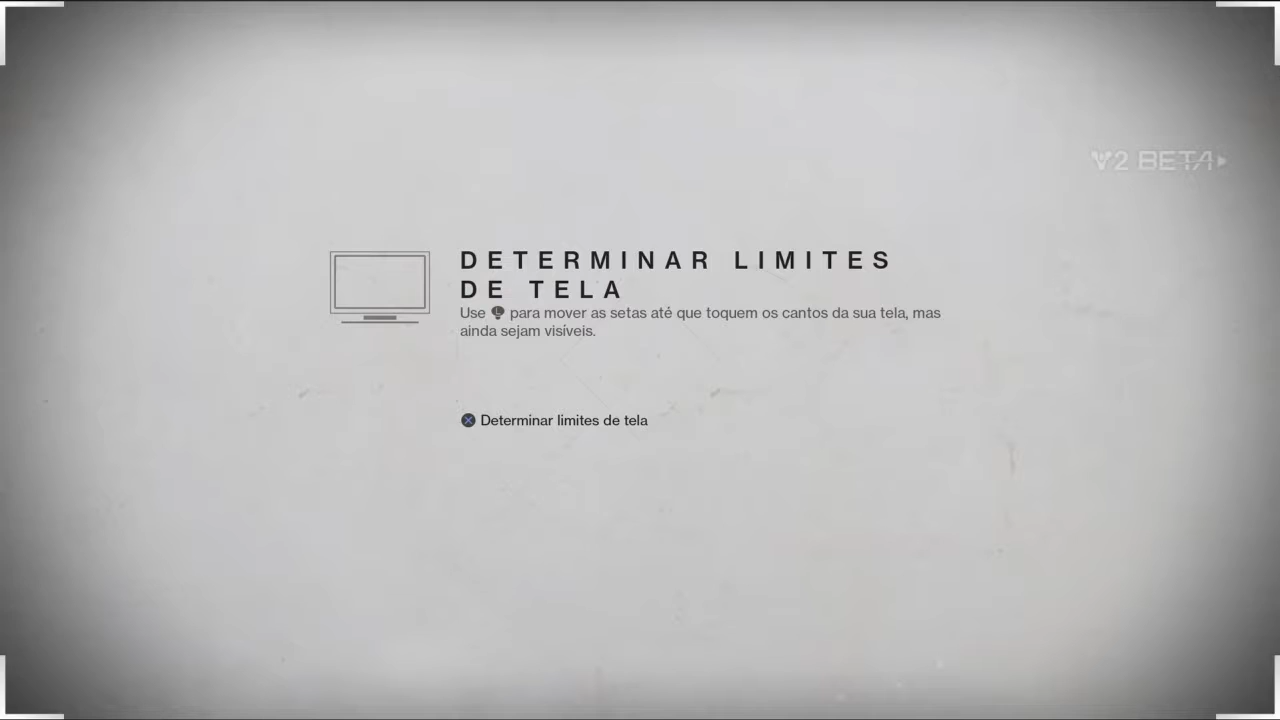 V2 BETA
DETERMINAR LIMITES
DE TELA
Use L para mover as setas até que toquem os cantos da sua tela, mas
ainda sejam visíveis.
Determinar limites de tela